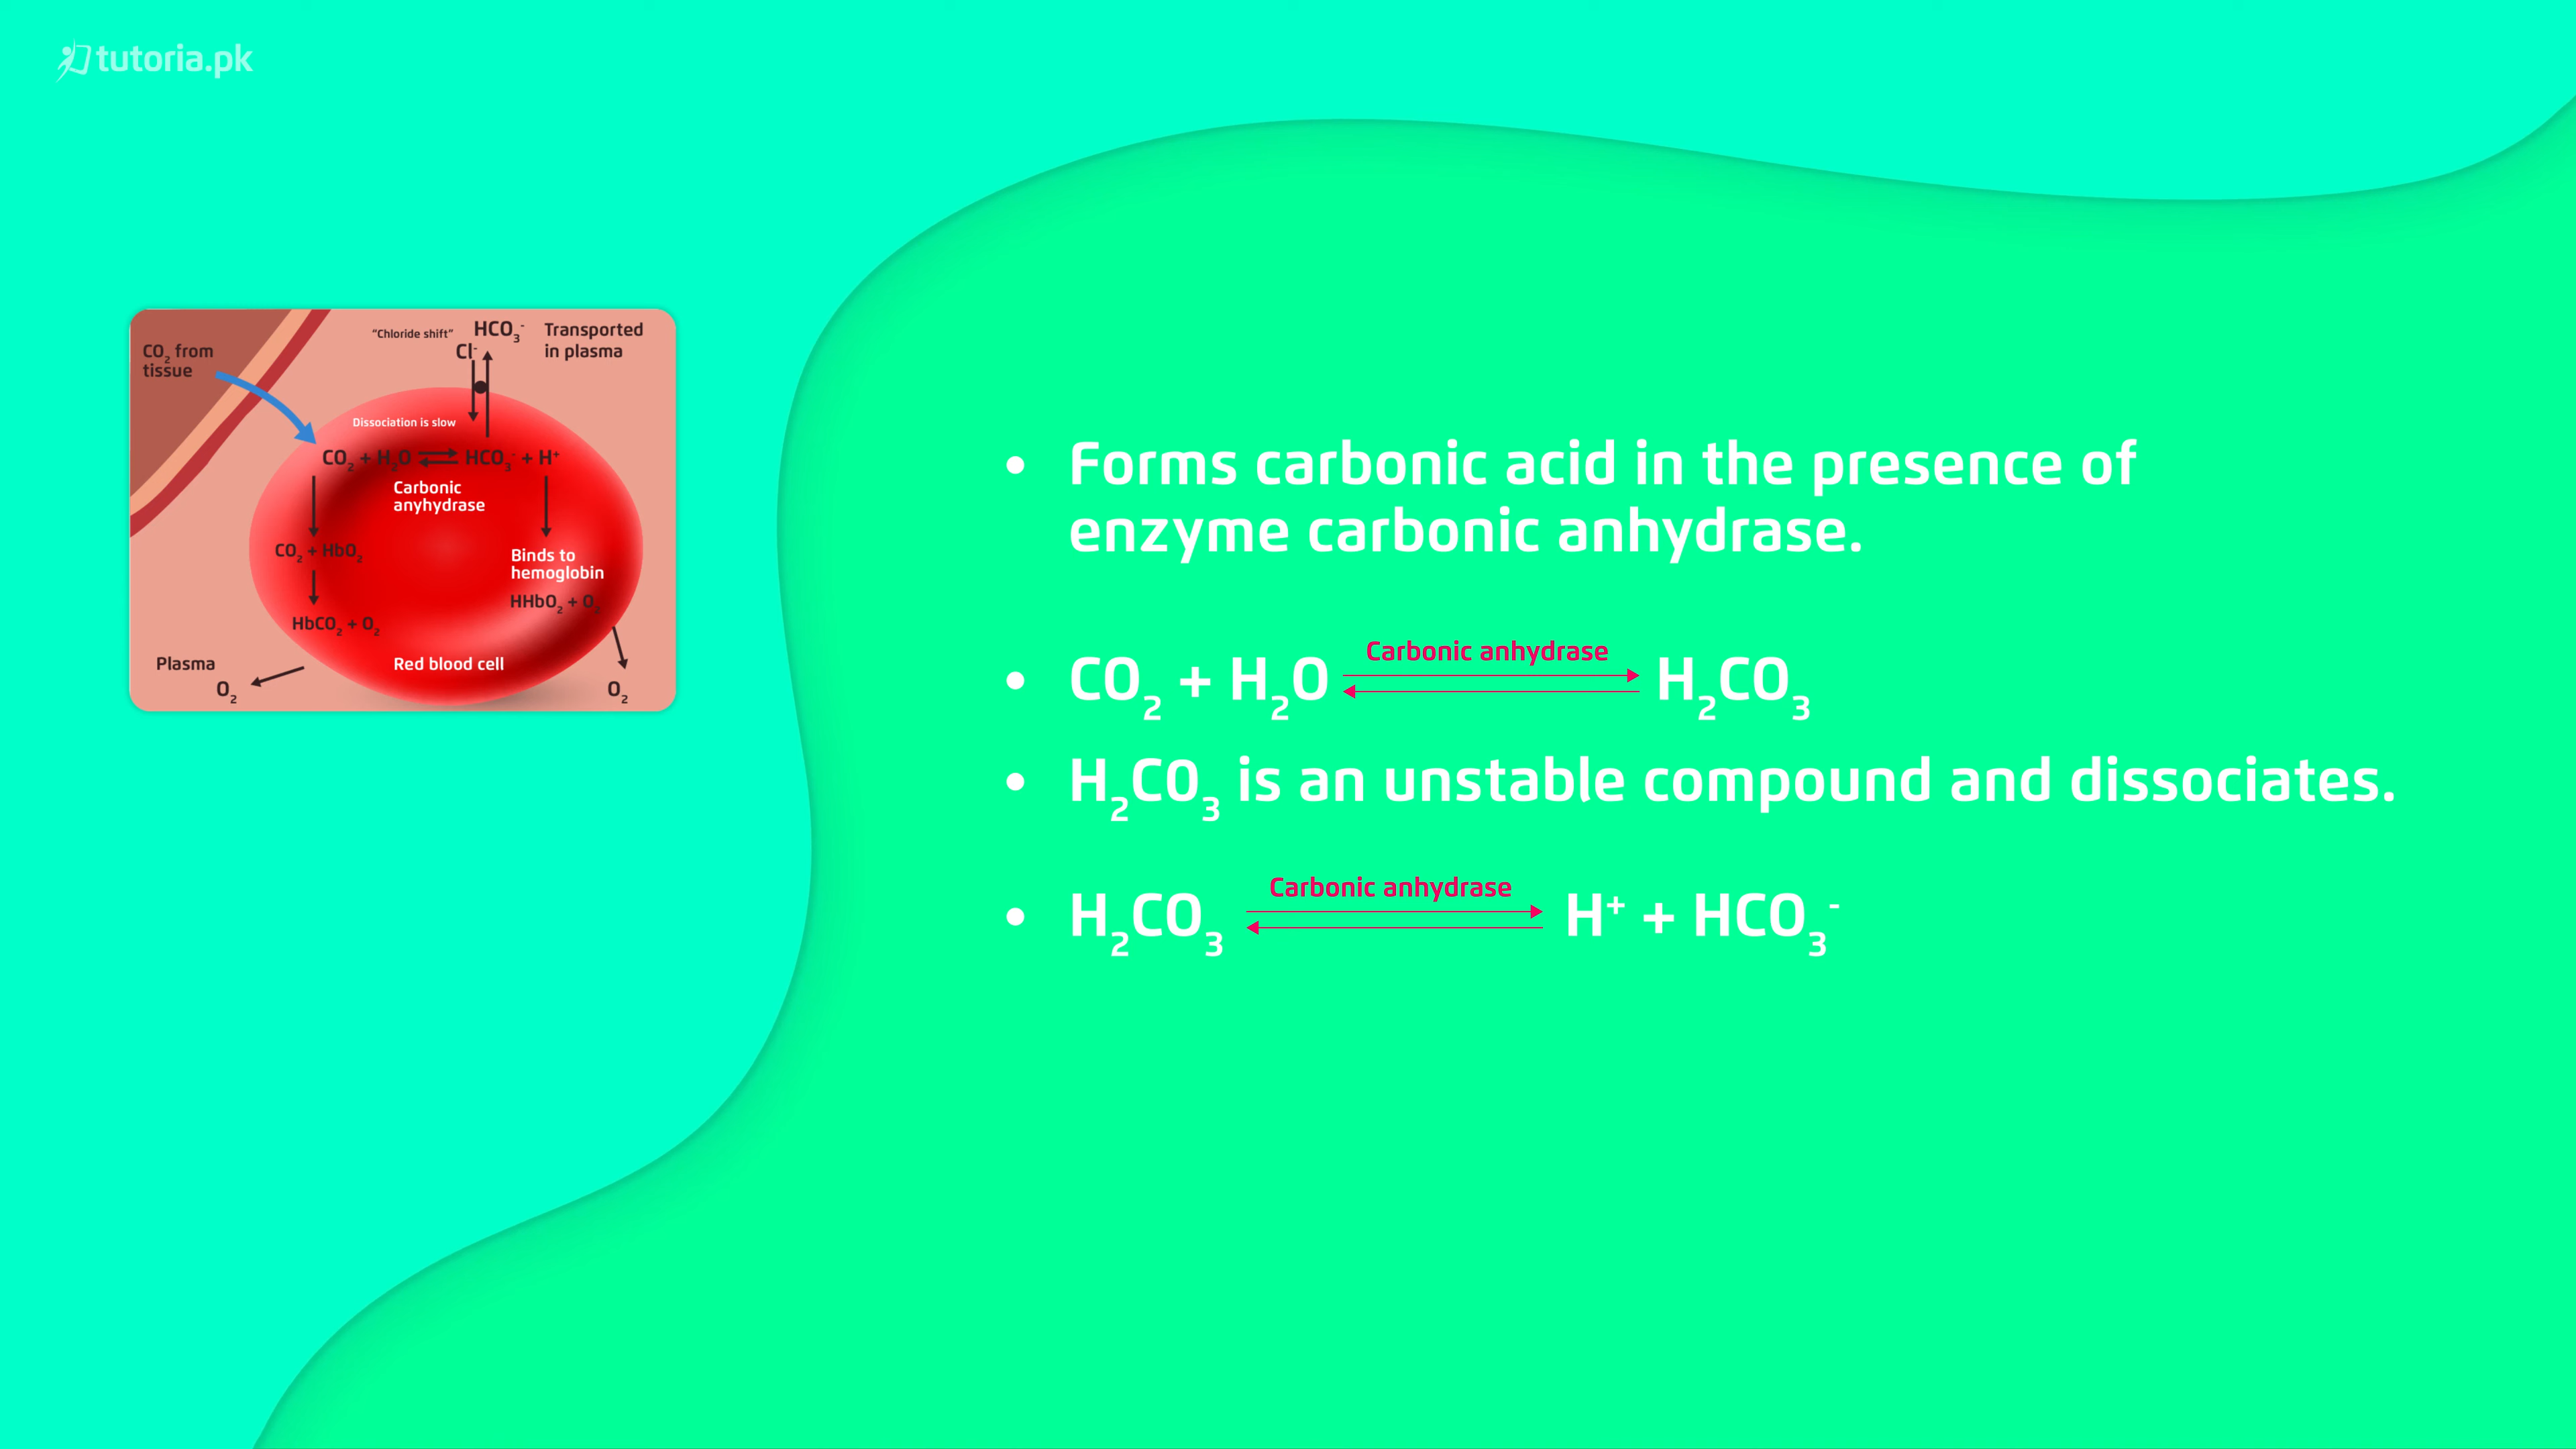 tutoria.pk
CO₂ from
tissue
"Chloride shift"
HCO₃⁻
Cl⁻
Transported
in plasma
Dissociation is slow
CO₂ + H₂O ⇌ HCO₃⁻ + H⁺
Carbonic
anyhydrase
CO₂ + HbO₂
Binds to
hemoglobin
HHbO₂ + O₂
HbCO₂ + O₂
Red blood cell
Plasma
O₂
O₂
• Forms carbonic acid in the presence of
enzyme carbonic anhydrase.
Carbonic anhydrase
• CO₂ + H₂O ⇌ H₂CO₃
• H₂CO₃ is an unstable compound and dissociates.
Carbonic anhydrase
• H₂CO₃ ⇌ H⁺ + HCO₃⁻